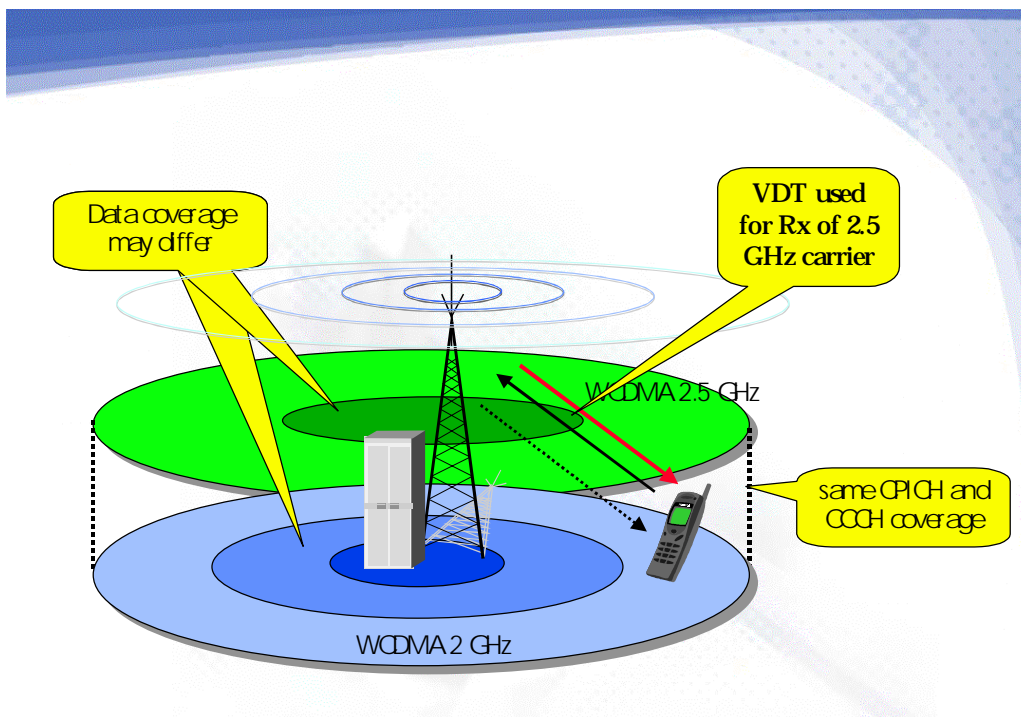 Data coverage
may differ
VDT used
for Rx of 2.5
GHz carrier
WCDMA 2.5 GHz
same CPICH and
CCCH coverage
WCDMA 2 GHz